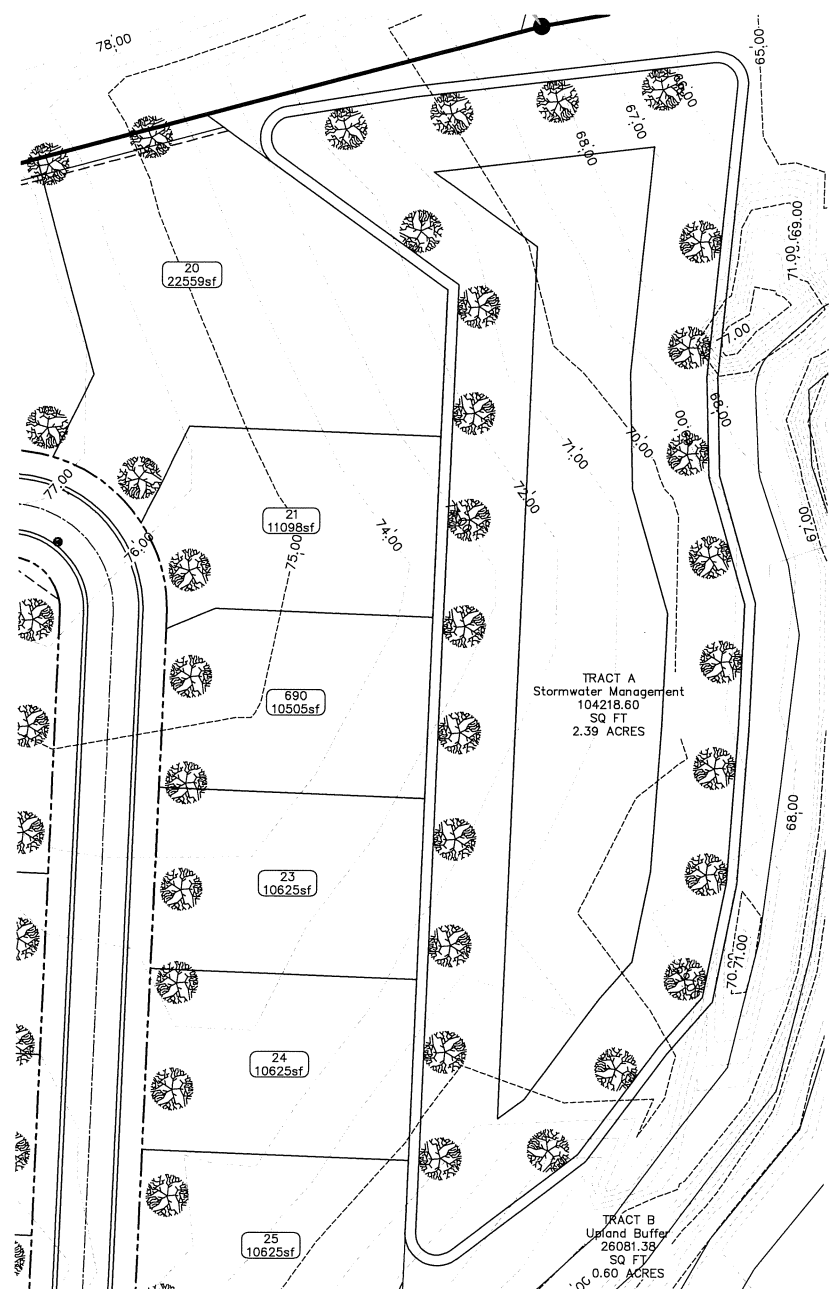 78.00
65.00
66.00
67.00
68.00
69.00
71.00
20
22559sf
77.00
68.00
70.00
71.00
72.00
77.00
21
11098sf
74.00
75.00
76.00
67.00
TRACT A
Stormwater Management
104218.60
SQ FT
2.39 ACRES
690
10505sf
68.00
23
10625sf
70.00
71.00
24
10625sf
TRACT B
Upland Buffer
26081.38
SQ FT
0.60 ACRES
25
10625sf